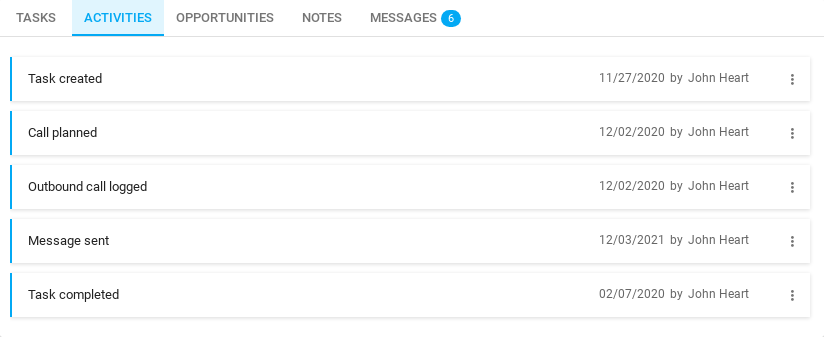 TASKS ACTIVITIES OPPORTUNITIES NOTES MESSAGES 6
Task created 11/27/2020 by John Heart
Call planned 12/02/2020 by John Heart
Outbound call logged 12/02/2020 by John Heart
Message sent 12/03/2021 by John Heart
Task completed 02/07/2020 by John Heart